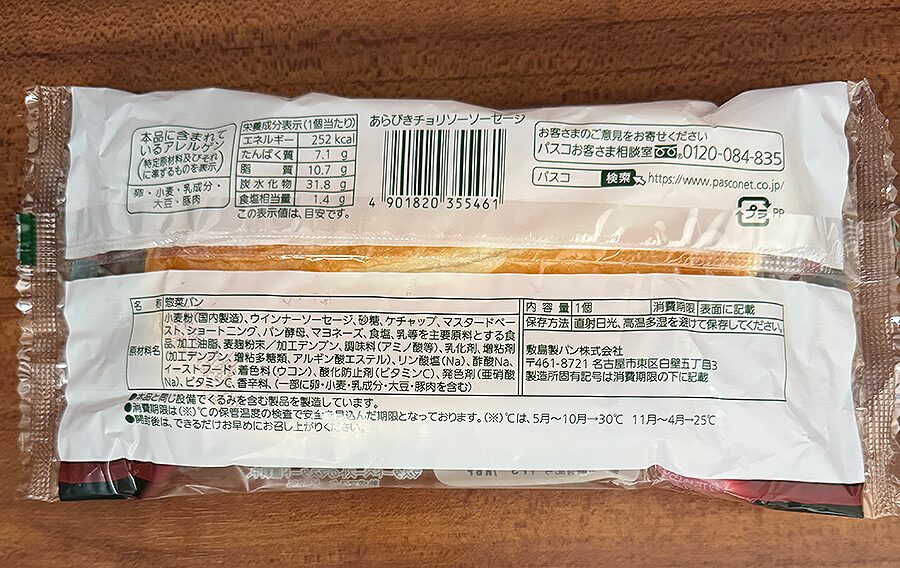 本品に含まれて
いるアレルゲン
(特定原材料及びそれ
に準ずるものを表示)
卵・小麦・乳成分・
大豆・豚肉
栄養成分表示(1個当たり)
エネルギー 252 kcal
たんぱく質 7.1 g
脂質 10.7 g
炭水化物 31.8 g
食塩相当量 1.4 g
この表示値は、目安です。
あらびきチョリソーソーセージ
4 901820 355461
お客さまのご意見をお寄せください
パスコお客さま相談室 0120-084-835
パスコ 検索 https://www.pasconet.co.jp/
プラ PP
名称 惣菜パン
原材料名
小麦粉(国内製造)、ウインナーソーセージ、砂糖、ケチャップ、マスタードペー
スト、ショートニング、パン酵母、マヨネーズ、食塩、乳等を主要原料とする食
品、加工油脂、麦麹粉末/加工デンプン、調味料(アミノ酸等)、乳化剤、増粘剤
(加工デンプン、増粘多糖類、アルギン酸エステル)、リン酸塩(Na)、酢酸Na、
イーストフード、着色料(ウコン)、酸化防止剤(ビタミンC)、発色剤(亜硝酸
Na)、ビタミンC、香辛料、(一部に卵・小麦・乳成分・大豆・豚肉を含む)
内容量 1個 消費期限 表面に記載
保存方法 直射日光、高温多湿を避けて保存してください。
敷島製パン株式会社
〒461-8721 名古屋市東区白壁五丁目3
製造所固有記号は消費期限の下に記載
●本品と同じ設備でくるみを含む製品を製造しています。
●消費期限は(※)℃の保管温度の検査で安全を見込んだ期限となっております。(※)℃は、5月〜10月→30℃ 11月〜4月→25℃
●開封後は、できるだけお早めにお召し上がりください。